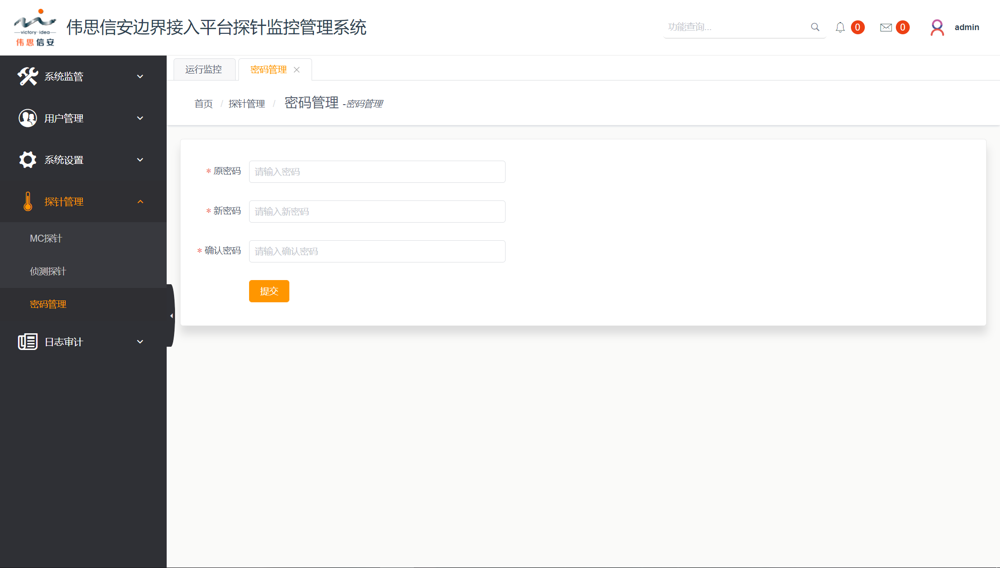 victory-idea
伟思信安
伟思信安边界接入平台探针监控管理系统
功能查询...
0
0
admin
系统监管
用户管理
系统设置
探针管理
MC探针
侦测探针
密码管理
日志审计
运行监控
密码管理
首页 / 探针管理 / 密码管理 -密码管理
* 原密码 请输入密码
* 新密码 请输入新密码
* 确认密码 请输入确认密码
提交